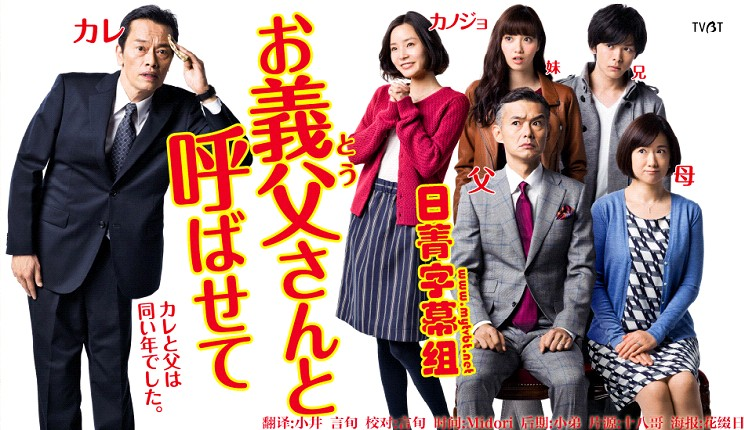 カレ
お義父さんと
とう
呼ばせて
カレと父は
同い年でした。
カノジョ
妹
兄
父
母
TVBT
日菁字幕组
www.mytvbt.net
翻译:小井 言句 校对:言句 时间:Midori 后期:小弟 片源:十八哥 海报:花缀日